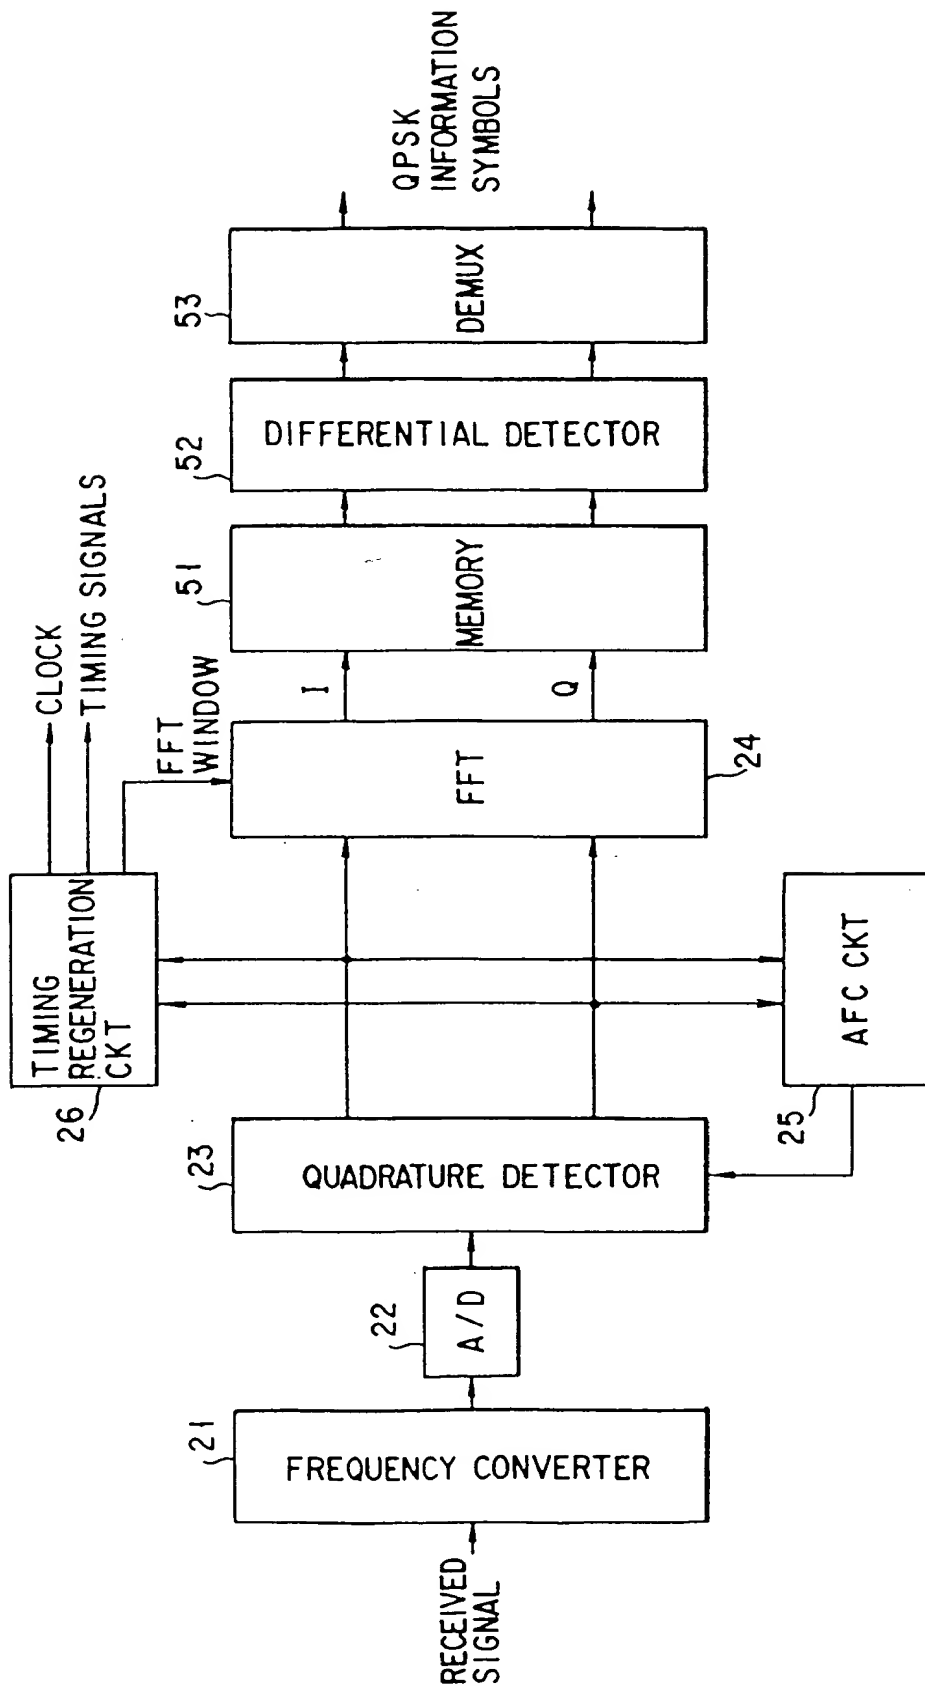 RECEIVED
SIGNAL
21
FREQUENCY CONVERTER
22
A/D
23
QUADRATURE DETECTOR
26
TIMING
REGENERATION
CKT
25
AFC CKT
CLOCK
TIMING SIGNALS
FFT
WINDOW
FFT
24
I
Q
51
MEMORY
52
DIFFERENTIAL DETECTOR
53
DEMUX
QPSK
INFORMATION
SYMBOLS